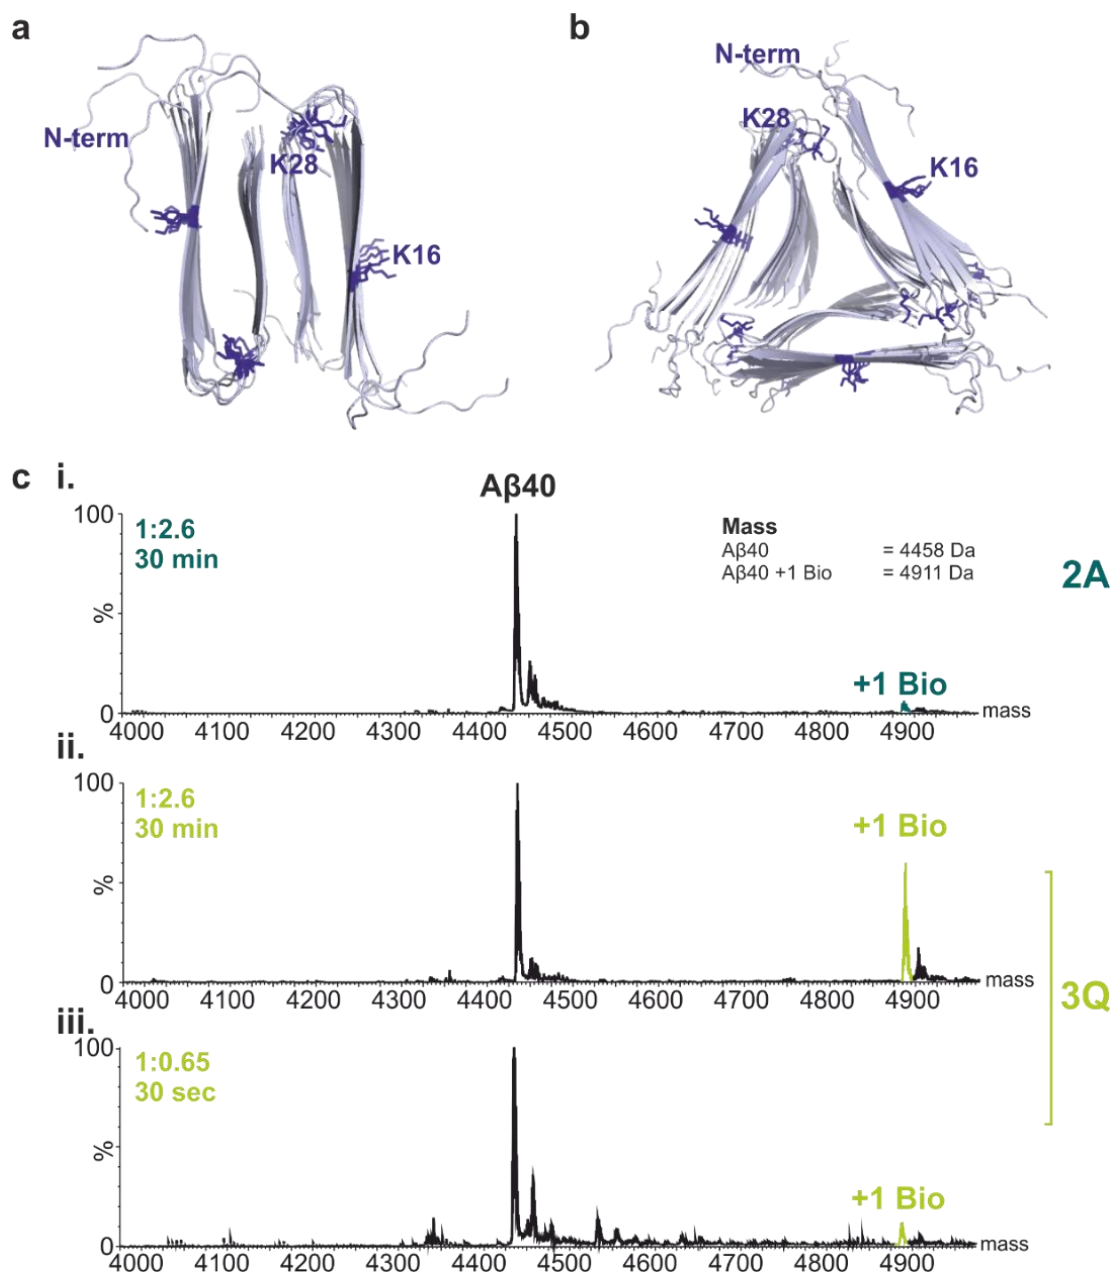 a
N-term
K28
K16
b
N-term
K28
K16
c
i.
Aβ40
100
1:2.6
30 min
Mass
Aβ40 = 4458 Da
Aβ40 +1 Bio = 4911 Da
2A
%
+1 Bio
0
mass
4000 4100 4200 4300 4400 4500 4600 4700 4800 4900
ii.
100
1:2.6
30 min
+1 Bio
%
0
mass
4000 4100 4200 4300 4400 4500 4600 4700 4800 4900
3Q
iii.
100
1:0.65
30 sec
%
+1 Bio
0
mass
4000 4100 4200 4300 4400 4500 4600 4700 4800 4900